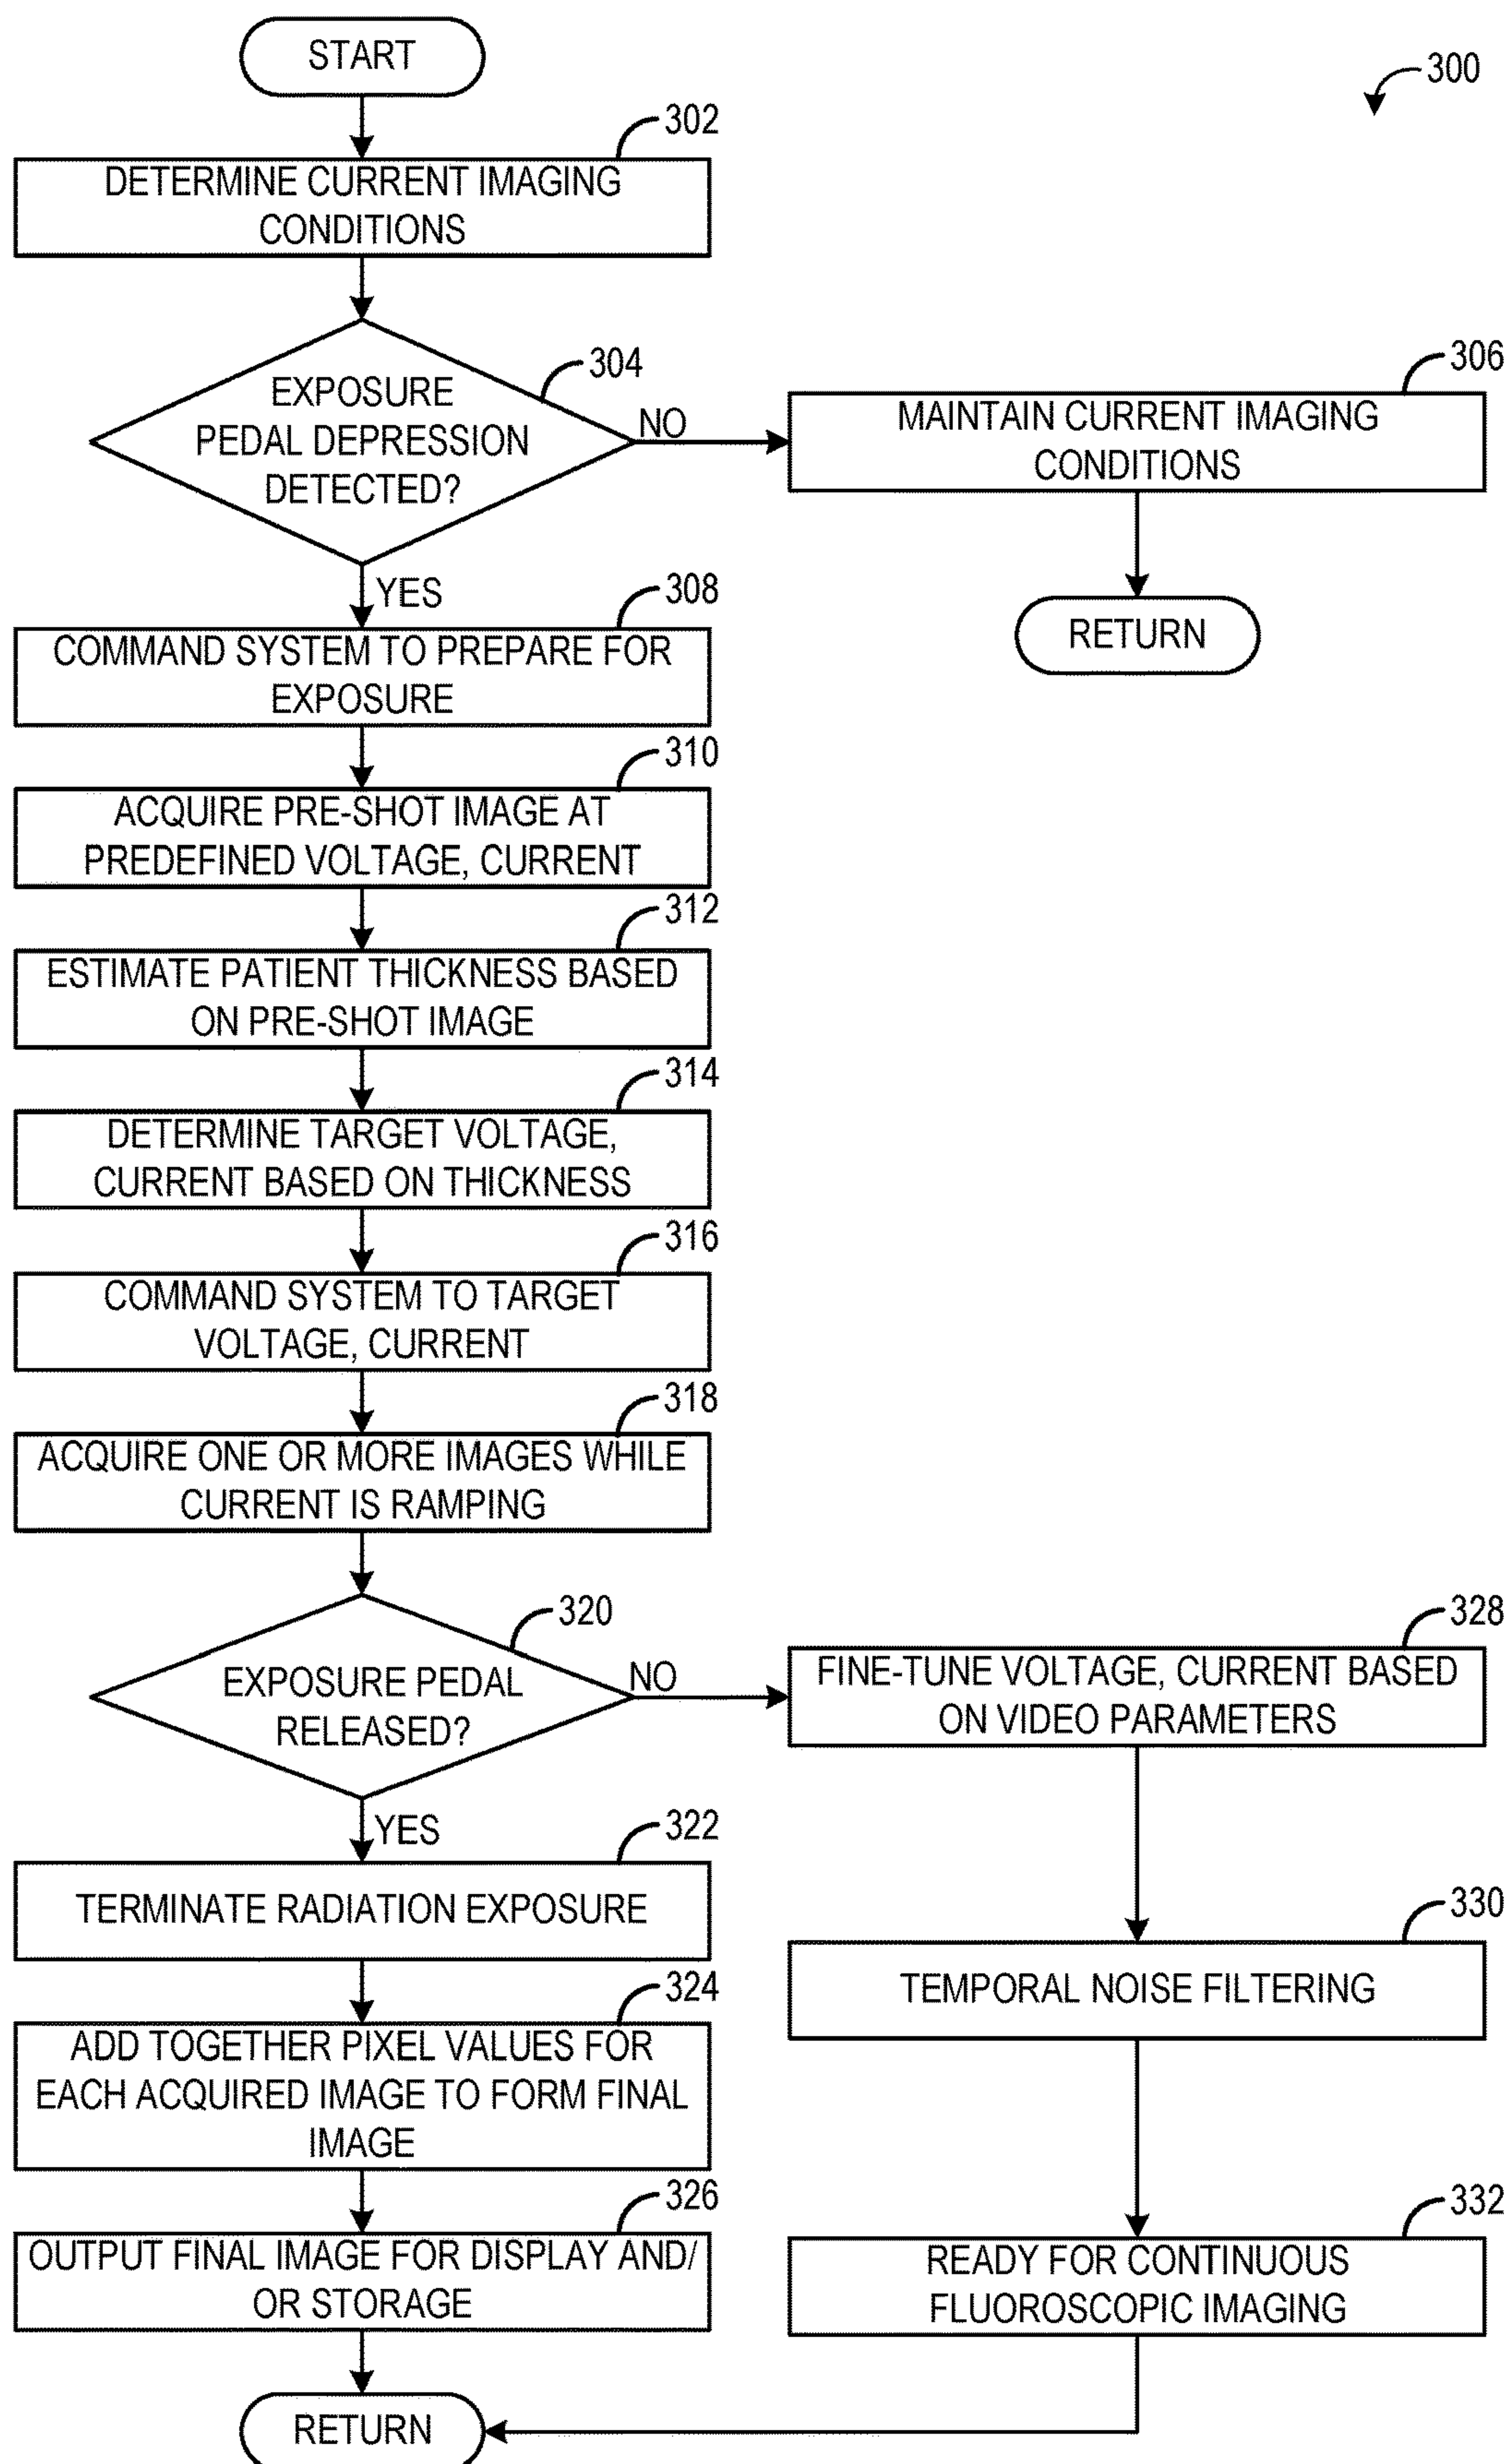 START
300
302
DETERMINE CURRENT IMAGING
CONDITIONS
304
EXPOSURE
PEDAL DEPRESSION
DETECTED?
NO
306
MAINTAIN CURRENT IMAGING
CONDITIONS
RETURN
YES
308
COMMAND SYSTEM TO PREPARE FOR
EXPOSURE
310
ACQUIRE PRE-SHOT IMAGE AT
PREDEFINED VOLTAGE, CURRENT
312
ESTIMATE PATIENT THICKNESS BASED
ON PRE-SHOT IMAGE
314
DETERMINE TARGET VOLTAGE,
CURRENT BASED ON THICKNESS
316
COMMAND SYSTEM TO TARGET
VOLTAGE, CURRENT
318
ACQUIRE ONE OR MORE IMAGES WHILE
CURRENT IS RAMPING
320
EXPOSURE PEDAL
RELEASED?
NO
328
FINE-TUNE VOLTAGE, CURRENT BASED
ON VIDEO PARAMETERS
YES
322
TERMINATE RADIATION EXPOSURE
330
TEMPORAL NOISE FILTERING
324
ADD TOGETHER PIXEL VALUES FOR
EACH ACQUIRED IMAGE TO FORM FINAL
IMAGE
326
OUTPUT FINAL IMAGE FOR DISPLAY AND/
OR STORAGE
332
READY FOR CONTINUOUS
FLUOROSCOPIC IMAGING
RETURN